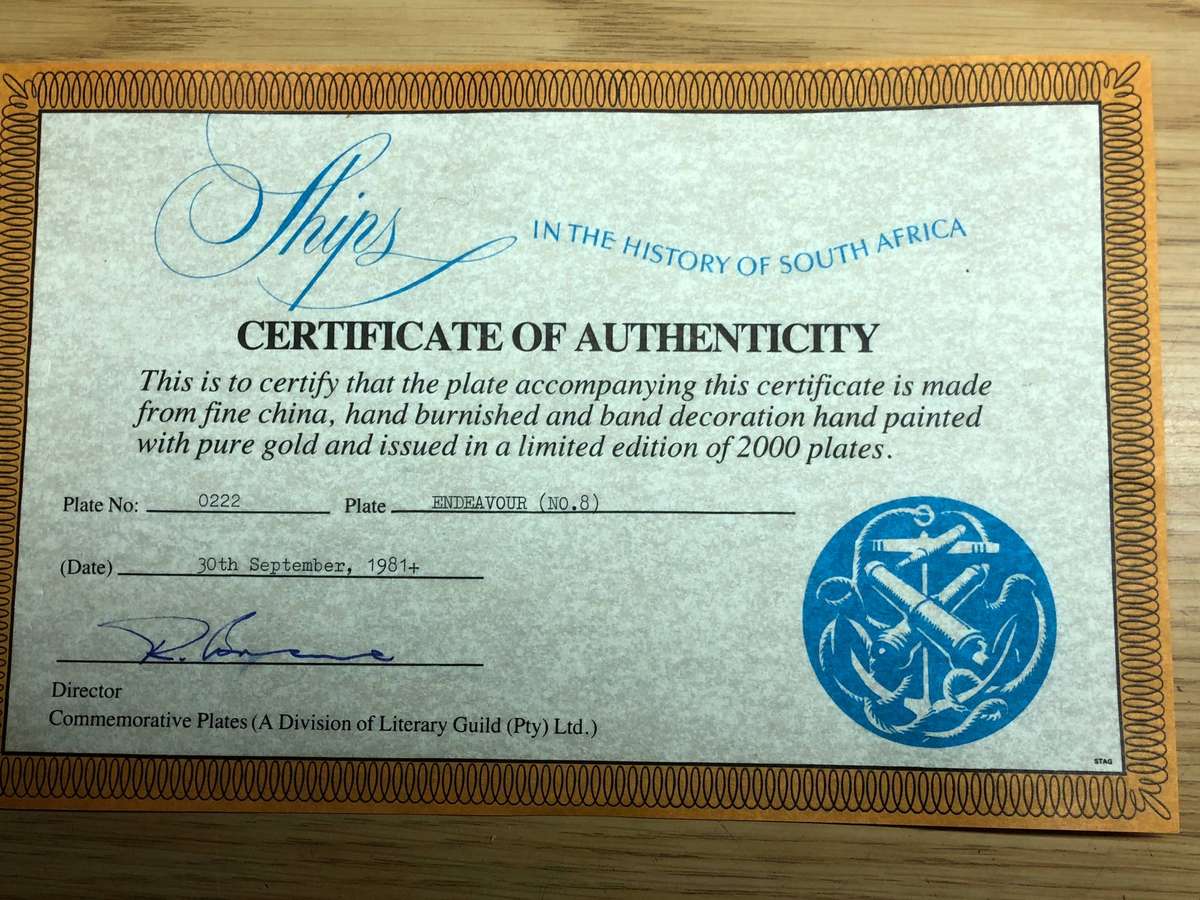 Ships IN THE HISTORY OF SOUTH AFRICA
CERTIFICATE OF AUTHENTICITY
This is to certify that the plate accompanying this certificate is made
from fine china, hand burnished and band decoration hand painted
with pure gold and issued in a limited edition of 2000 plates.
Plate No: 0222 Plate ENDEAVOUR (NO.8)
(Date) 30th September, 1981+
Director
Commemorative Plates (A Division of Literary Guild (Pty) Ltd.)
STAG